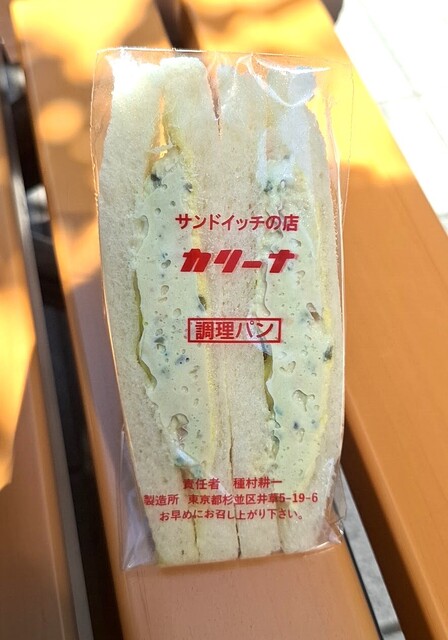 サンドイッチの店
カリーナ
調理パン
責任者 種村耕一
製造所 東京都杉並区井草5-19-6
お早めにお召し上がり下さい。